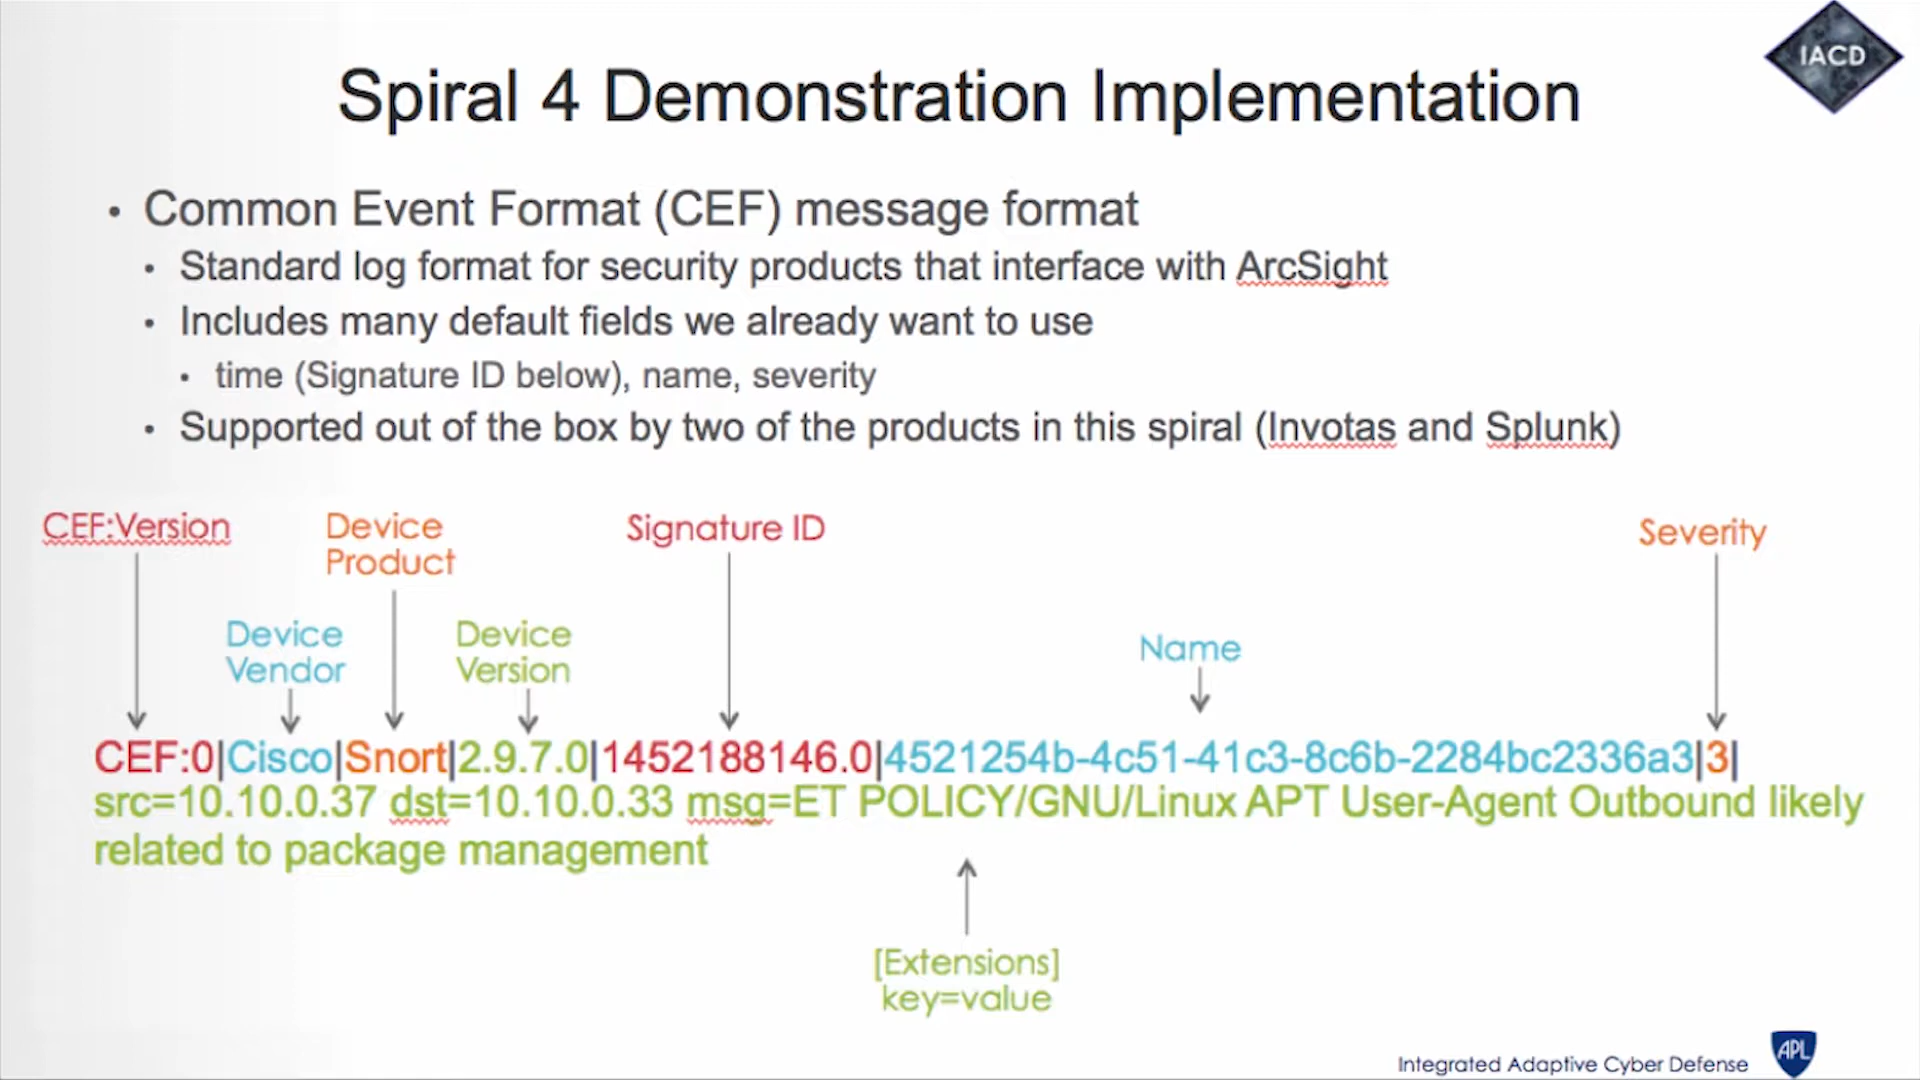 IACD
Spiral 4 Demonstration Implementation
• Common Event Format (CEF) message format
• Standard log format for security products that interface with ArcSight
• Includes many default fields we already want to use
• time (Signature ID below), name, severity
• Supported out of the box by two of the products in this spiral (Invotas and Splunk)
CEF:Version
Device
Product
Signature ID
Severity
Device
Vendor
Device
Version
Name
CEF:0|Cisco|Snort|2.9.7.0|1452188146.0|4521254b-4c51-41c3-8c6b-2284bc2336a3|3|
src=10.10.0.37 dst=10.10.0.33 msg=ET POLICY/GNU/Linux APT User-Agent Outbound likely
related to package management
[Extensions]
key=value
Integrated Adaptive Cyber Defense
APL